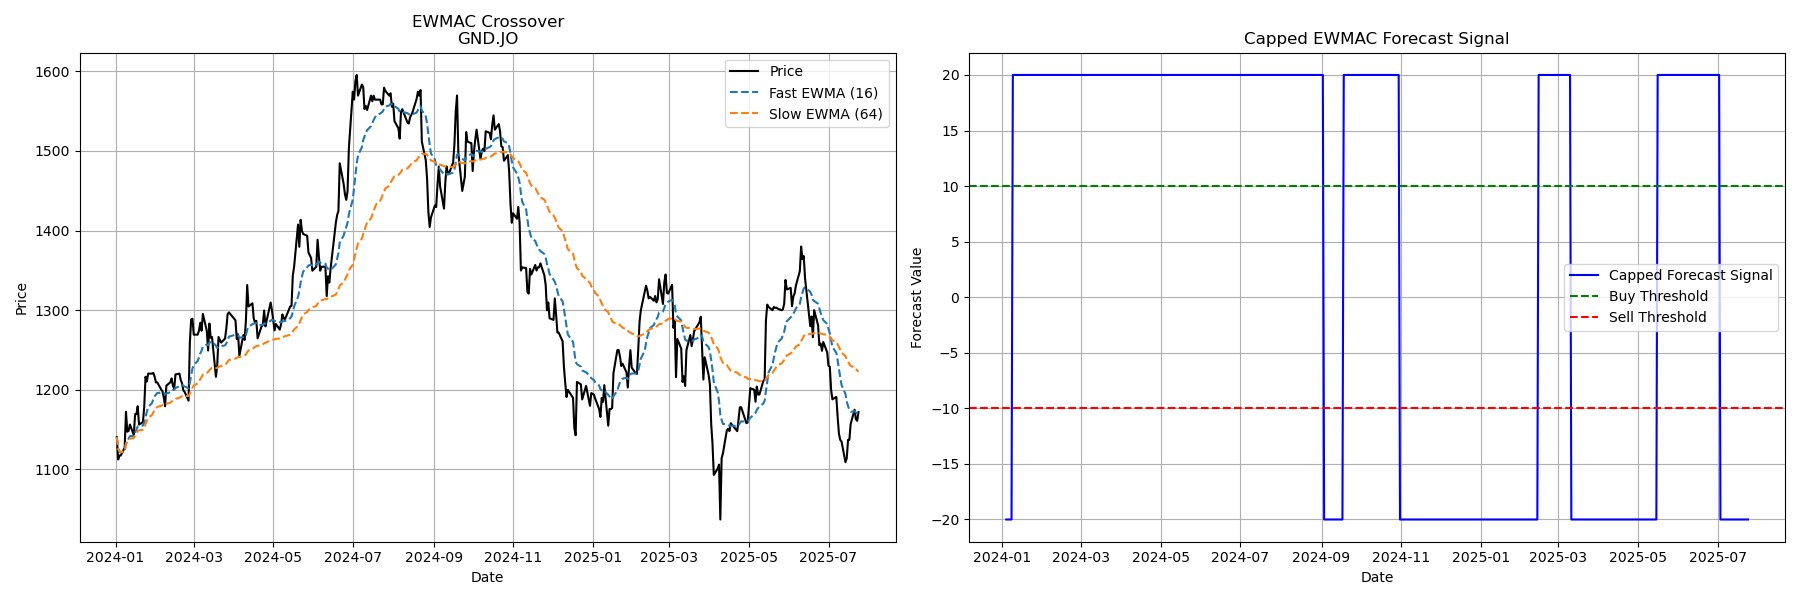 EWMAC Crossover
GND.JO
Price
1600
1500
1400
1300
1200
1100
Price
Fast EWMA (16)
Slow EWMA (64)
2024-01 2024-03 2024-05 2024-07 2024-09 2024-11 2025-01 2025-03 2025-05 2025-07
Date
Capped EWMAC Forecast Signal
Forecast Value
20
15
10
5
0
−5
−10
−15
−20
Capped Forecast Signal
Buy Threshold
Sell Threshold
2024-01 2024-03 2024-05 2024-07 2024-09 2024-11 2025-01 2025-03 2025-05 2025-07
Date